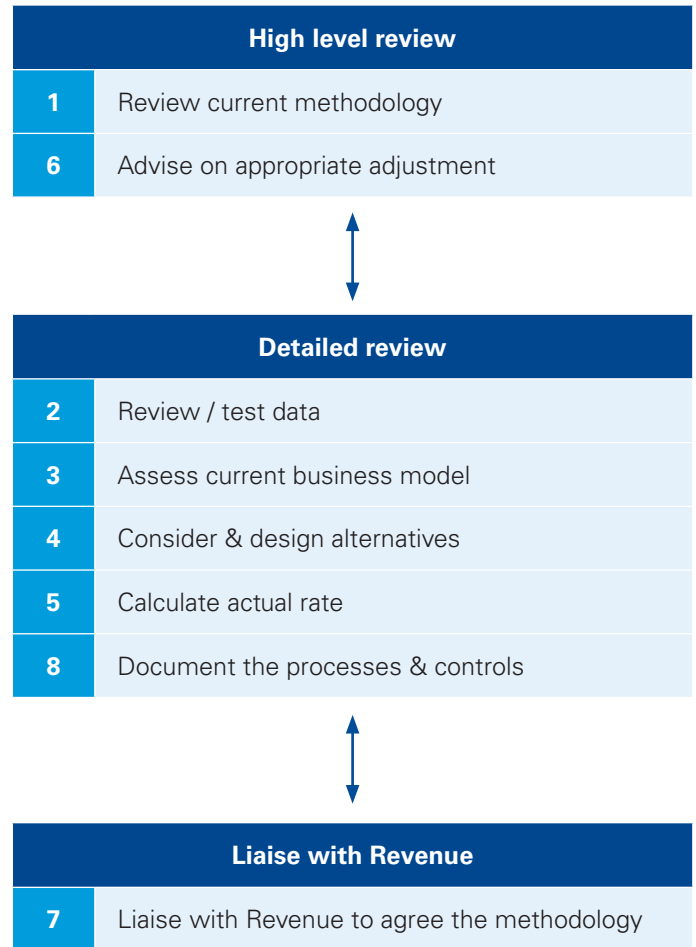 High level review
1 Review current methodology
6 Advise on appropriate adjustment
Detailed review
2 Review / test data
3 Assess current business model
4 Consider & design alternatives
5 Calculate actual rate
8 Document the processes & controls
Liaise with Revenue
7 Liaise with Revenue to agree the methodology